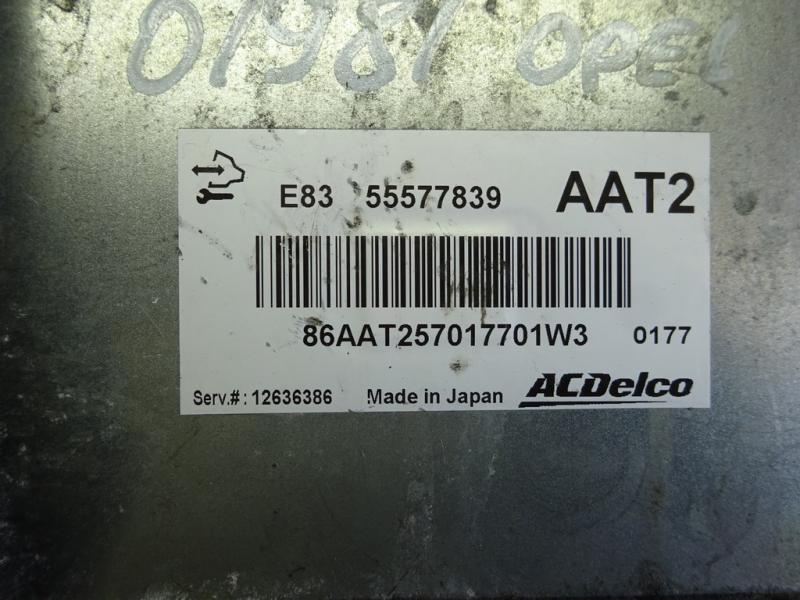 01981 OPEL
E83 55577839 AAT2
86AAT257017701W3 0177
Serv.#: 12636386 Made in Japan ACDelco